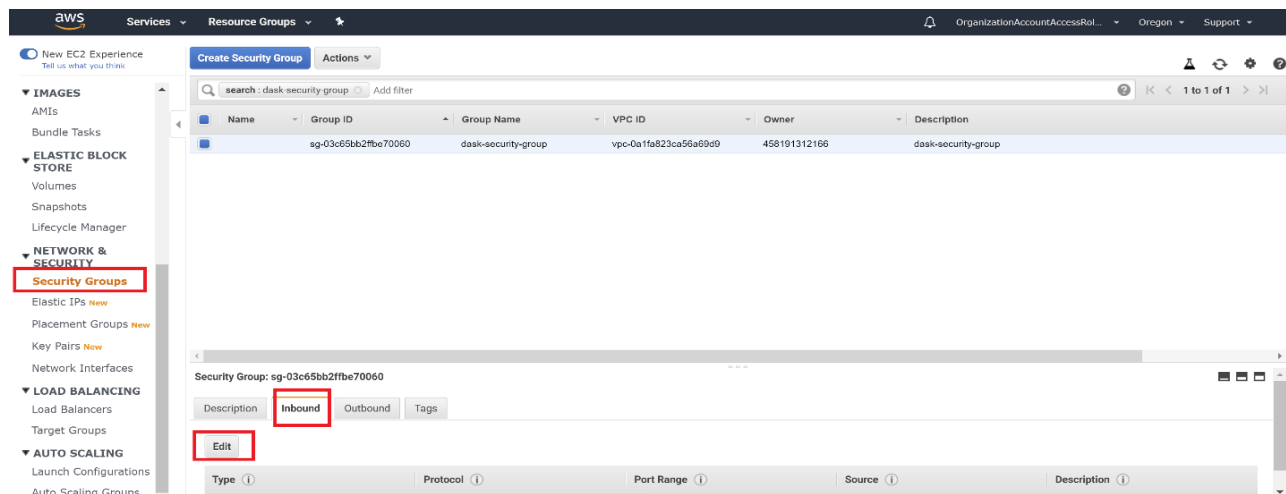 aws Services Resource Groups OrganizationAccountAccessRol... Oregon Support
New EC2 Experience
Tell us what you think
IMAGES
AMIs
Bundle Tasks
ELASTIC BLOCK
STORE
Volumes
Snapshots
Lifecycle Manager
NETWORK &
SECURITY
Security Groups
Elastic IPs New
Placement Groups New
Key Pairs New
Network Interfaces
LOAD BALANCING
Load Balancers
Target Groups
AUTO SCALING
Launch Configurations
Auto Scaling Groups
Create Security Group Actions
search : dask-security-group Add filter 1 to 1 of 1
Name Group ID Group Name VPC ID Owner Description
sg-03c65bb2ffbe70060 dask-security-group vpc-0a1fa823ca56a69d9 458191312166 dask-security-group
Security Group: sg-03c65bb2ffbe70060
Description Inbound Outbound Tags
Edit
Type Protocol Port Range Source Description